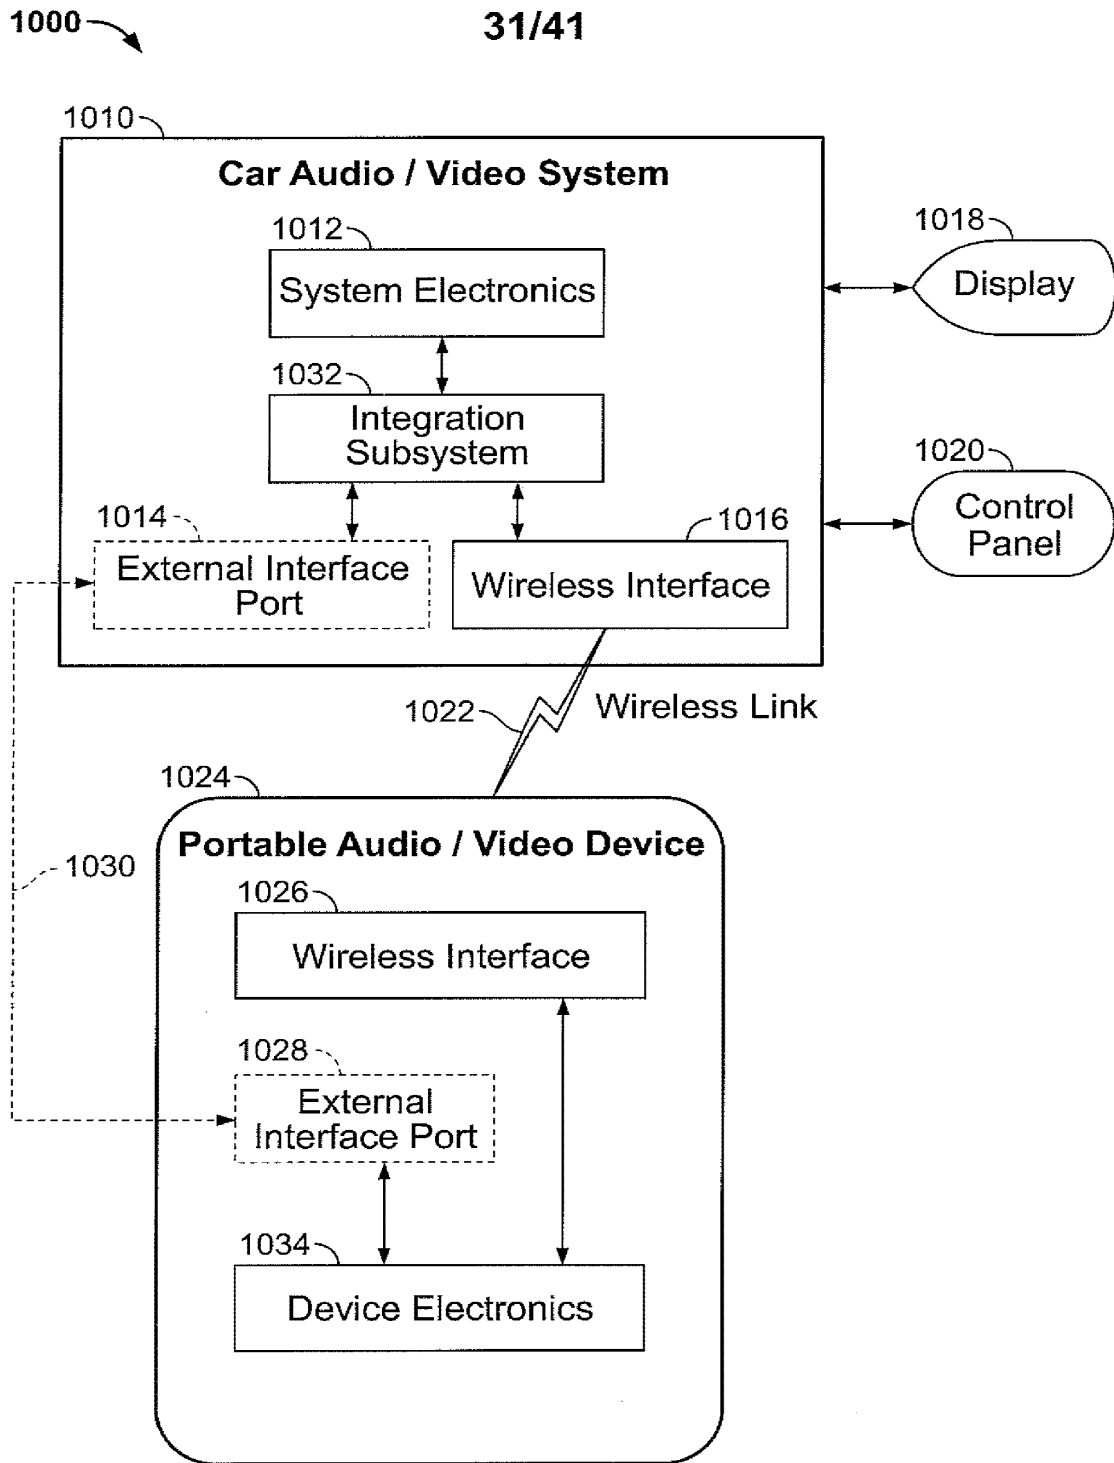 1000
31/41
1010
Car Audio / Video System
1012
System Electronics
1018
Display
1032
Integration
Subsystem
1020
Control
Panel
1014
External Interface
Port
1016
Wireless Interface
1022
Wireless Link
1024
Portable Audio / Video Device
1030
1026
Wireless Interface
1028
External
Interface Port
1034
Device Electronics